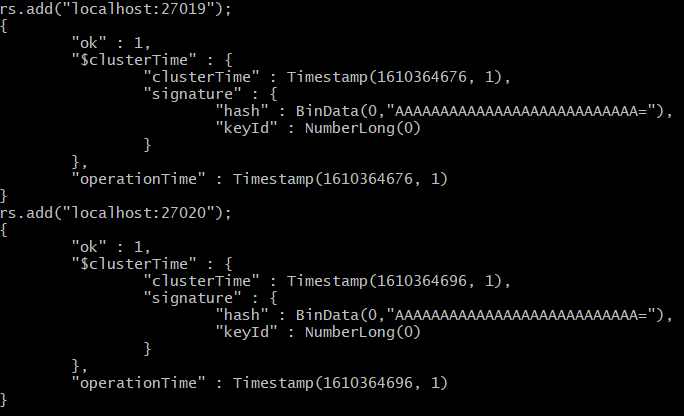 rs.add("localhost:27019");
{
        "ok" : 1,
        "$clusterTime" : {
                "clusterTime" : Timestamp(1610364676, 1),
                "signature" : {
                        "hash" : BinData(0,"AAAAAAAAAAAAAAAAAAAAAAAAAAA="),
                        "keyId" : NumberLong(0)
                }
        },
        "operationTime" : Timestamp(1610364676, 1)
}
rs.add("localhost:27020");
{
        "ok" : 1,
        "$clusterTime" : {
                "clusterTime" : Timestamp(1610364696, 1),
                "signature" : {
                        "hash" : BinData(0,"AAAAAAAAAAAAAAAAAAAAAAAAAAA="),
                        "keyId" : NumberLong(0)
                }
        },
        "operationTime" : Timestamp(1610364696, 1)
}